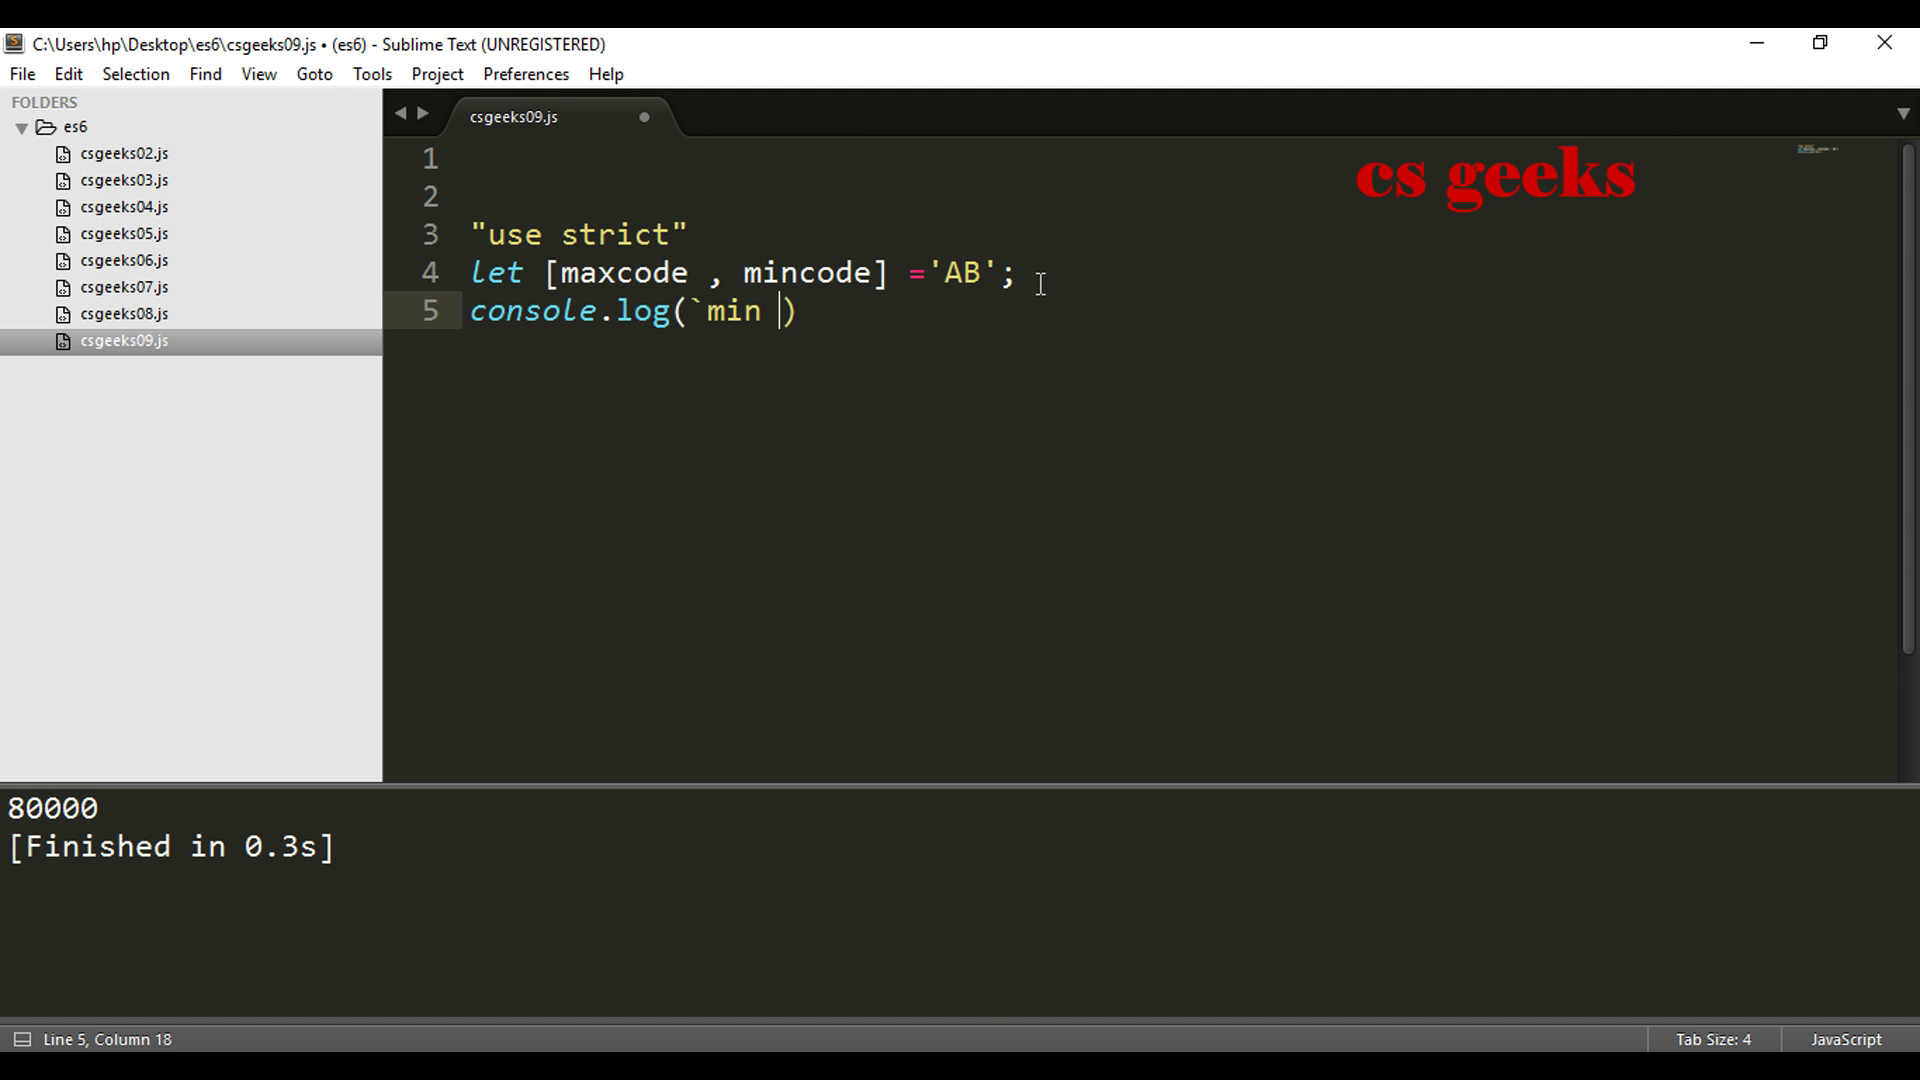 C:\Users\hp\Desktop\es6\csgeeks09.js • (es6) - Sublime Text (UNREGISTERED)
File Edit Selection Find View Goto Tools Project Preferences Help
FOLDERS
es6
csgeeks02.js
csgeeks03.js
csgeeks04.js
csgeeks05.js
csgeeks06.js
csgeeks07.js
csgeeks08.js
csgeeks09.js
csgeeks09.js
cs geeks
1
2
3 "use strict"
4 let [maxcode , mincode] ='AB';
5 console.log(`min )
80000
[Finished in 0.3s]
Line 5, Column 18 Tab Size: 4 JavaScript